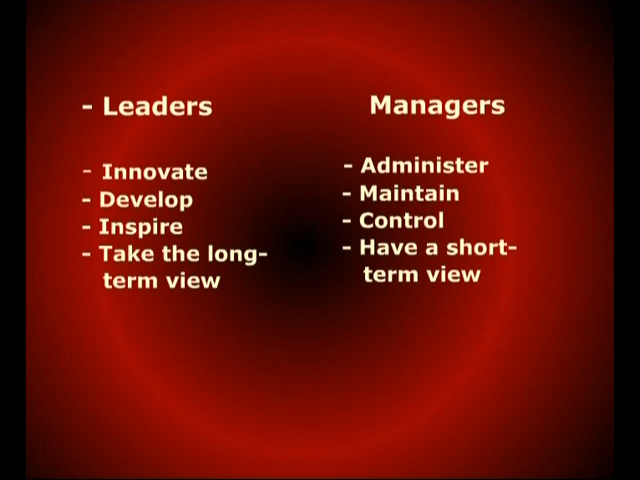 - Leaders
- Innovate
- Develop
- Inspire
- Take the long-
term view
Managers
- Administer
- Maintain
- Control
- Have a short-
term view